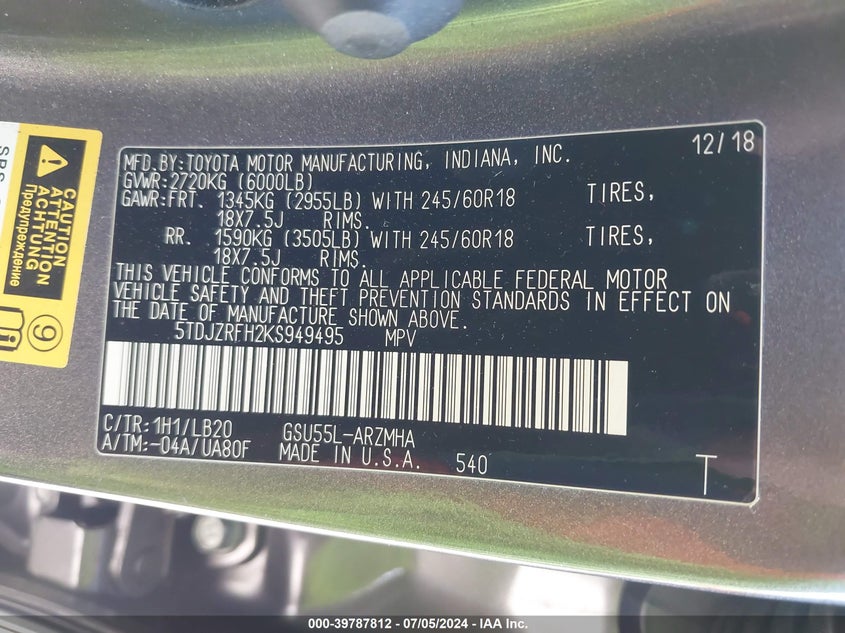 12/18
MFD.BY:TOYOTA MOTOR MANUFACTURING, INDIANA, INC.
GVWR:2720KG (6000LB)
GAWR:FRT. 1345KG (2955LB) WITH 245/60R18 TIRES,
18X7.5J RIMS.
RR. 1590KG (3505LB) WITH 245/60R18 TIRES,
18X7.5J RIMS.
THIS VEHICLE CONFORMS TO ALL APPLICABLE FEDERAL MOTOR
VEHICLE SAFETY AND THEFT PREVENTION STANDARDS IN EFFECT ON
THE DATE OF MANUFACTURE SHOWN ABOVE.
5TDJZRFH2KS949495 MPV
C/TR:1H1/LB20 GSU55L-ARZMHA
A/TM:-04A/UA80F MADE IN U.S.A. 540
T
CAUTION
ATTENTION
ACHTUNG
Предупреждение
9
000-39787812 - 07/05/2024 - IAA Inc.